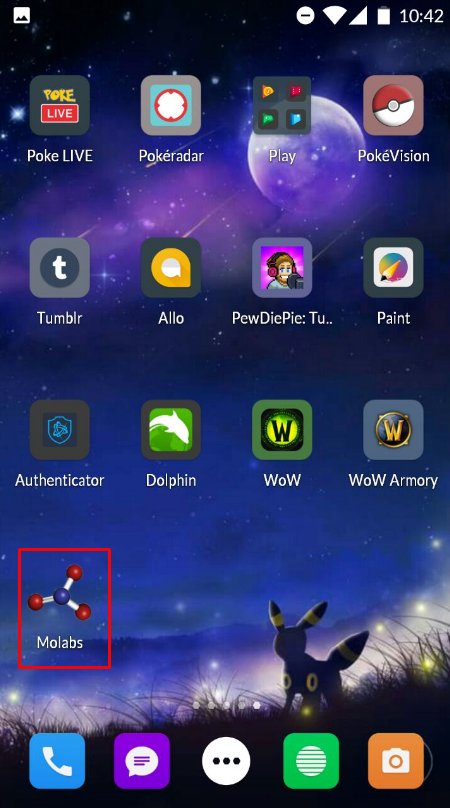 10:42
POKE
LIVE
Poke LIVE
Pokéradar
Play
PokéVision
t
Tumblr
Allo
PewDiePie: Tu..
Paint
Authenticator
Dolphin
W
WoW
W
WoW Armory
Molabs